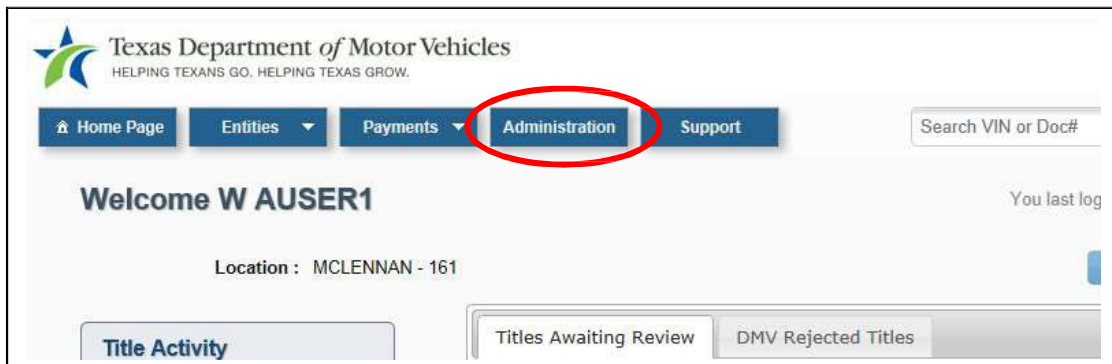 Texas Department of Motor Vehicles
HELPING TEXANS GO. HELPING TEXAS GROW.
Home Page Entities Payments Administration Support Search VIN or Doc#
Welcome W AUSER1 You last log
Location : MCLENNAN - 161
Title Activity Titles Awaiting Review DMV Rejected Titles